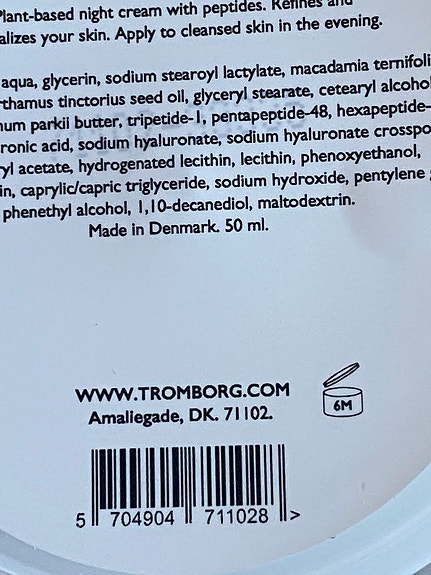 Plant-based night cream with peptides. Refines and
alizes your skin. Apply to cleansed skin in the evening.
aqua, glycerin, sodium stearoyl lactylate, macadamia ternifoli
thamus tinctorius seed oil, glyceryl stearate, cetearyl alcohol
um parkii butter, tripetide-1, pentapeptide-48, hexapeptide-
ronic acid, sodium hyaluronate, sodium hyaluronate crosspo
yl acetate, hydrogenated lecithin, lecithin, phenoxyethanol,
in, caprylic/capric triglyceride, sodium hydroxide, pentylene
phenethyl alcohol, 1,10-decanediol, maltodextrin.
Made in Denmark. 50 ml.
WWW.TROMBORG.COM
Amaliegade, DK. 71102.
6M
5 704904 711028 >